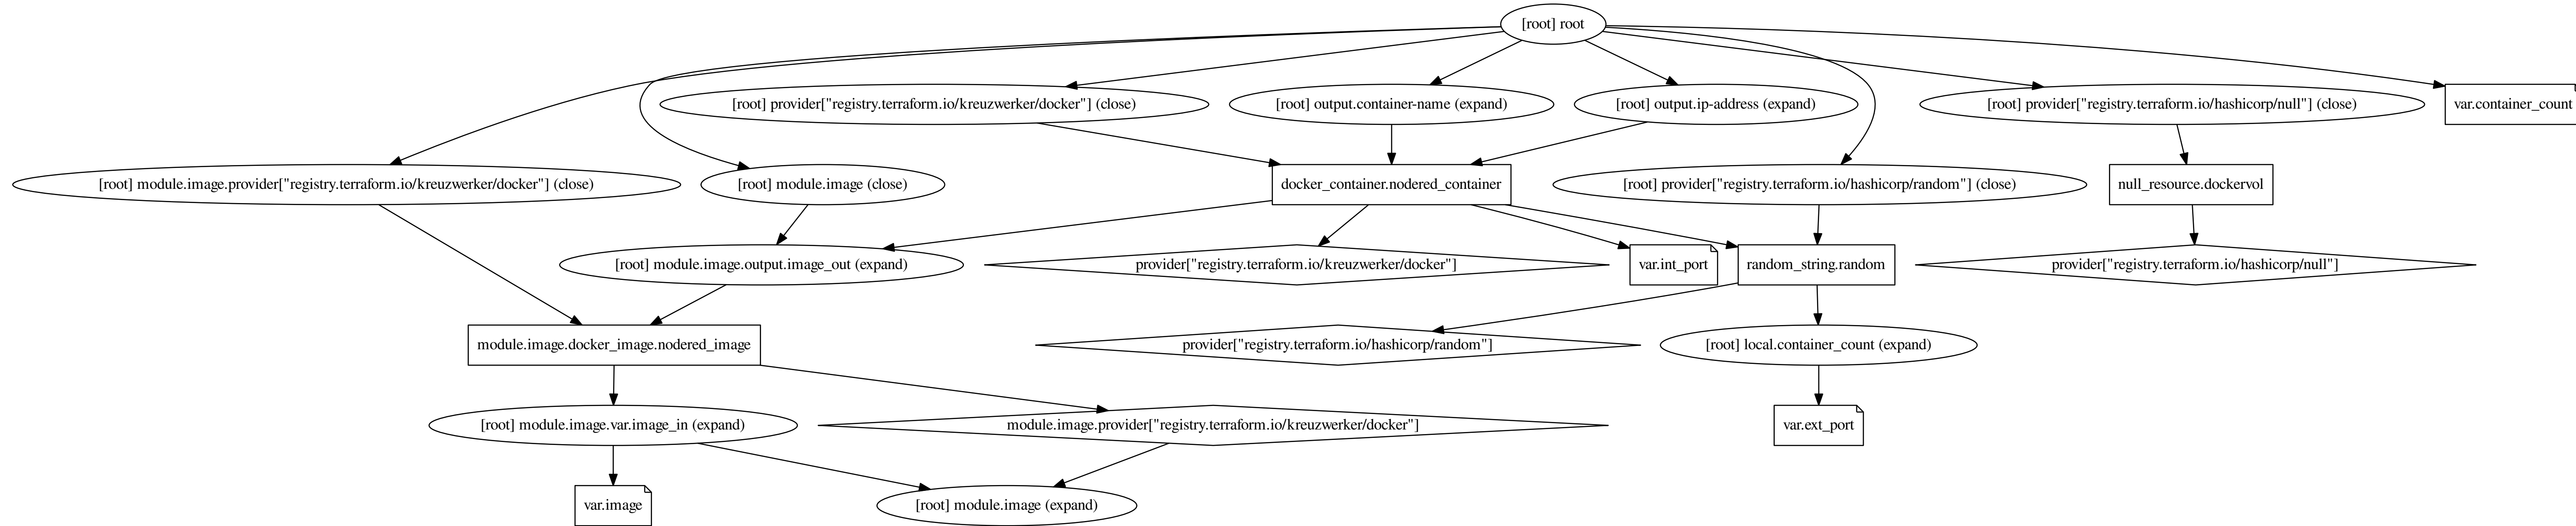 [root] root
[root] provider["registry.terraform.io/kreuzwerker/docker"] (close)
[root] output.container-name (expand)
[root] output.ip-address (expand)
[root] provider["registry.terraform.io/hashicorp/null"] (close)
var.container_count
[root] module.image.provider["registry.terraform.io/kreuzwerker/docker"] (close)
[root] module.image (close)
docker_container.nodered_container
[root] provider["registry.terraform.io/hashicorp/random"] (close)
null_resource.dockervol
[root] module.image.output.image_out (expand)
provider["registry.terraform.io/kreuzwerker/docker"]
var.int_port
random_string.random
provider["registry.terraform.io/hashicorp/null"]
module.image.docker_image.nodered_image
provider["registry.terraform.io/hashicorp/random"]
[root] local.container_count (expand)
[root] module.image.var.image_in (expand)
module.image.provider["registry.terraform.io/kreuzwerker/docker"]
var.ext_port
var.image
[root] module.image (expand)